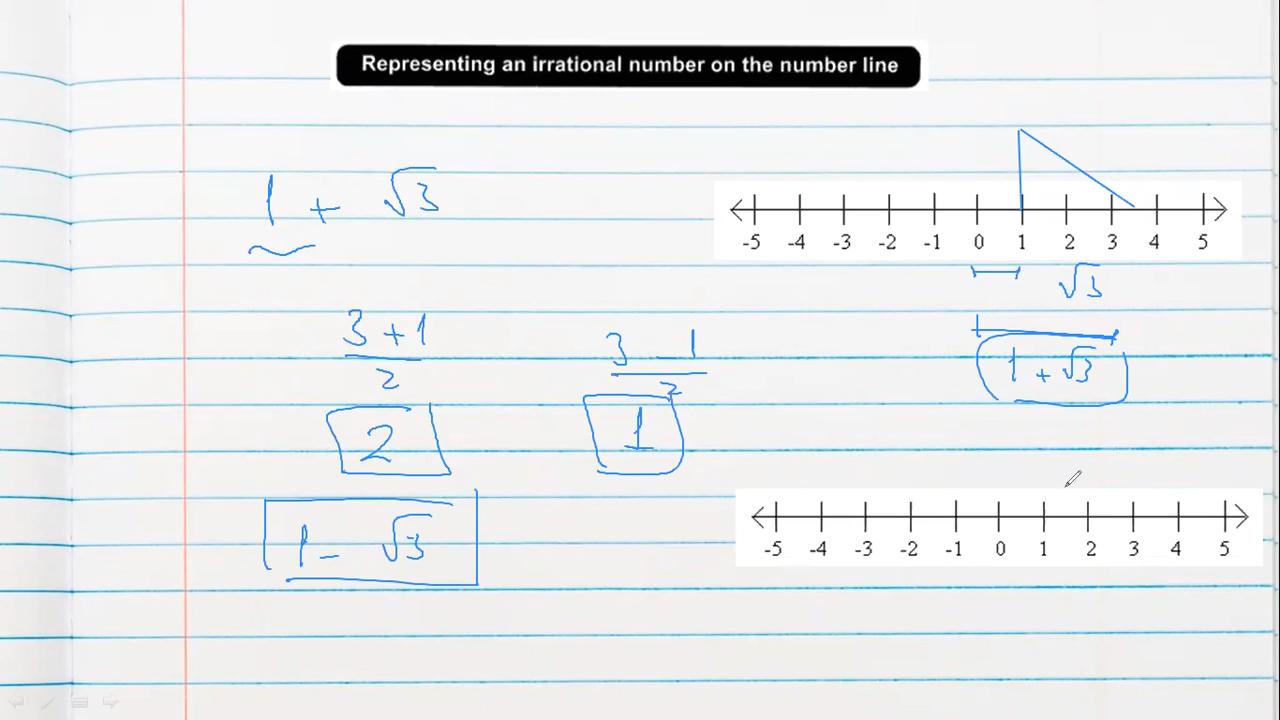 Representing an irrational number on the number line
1 + √3
-5 -4 -3 -2 -1 0 1 2 3 4 5
√3
3 + 1
2
3 - 1
2
1 + √3
2
1
1 - √3
-5 -4 -3 -2 -1 0 1 2 3 4 5